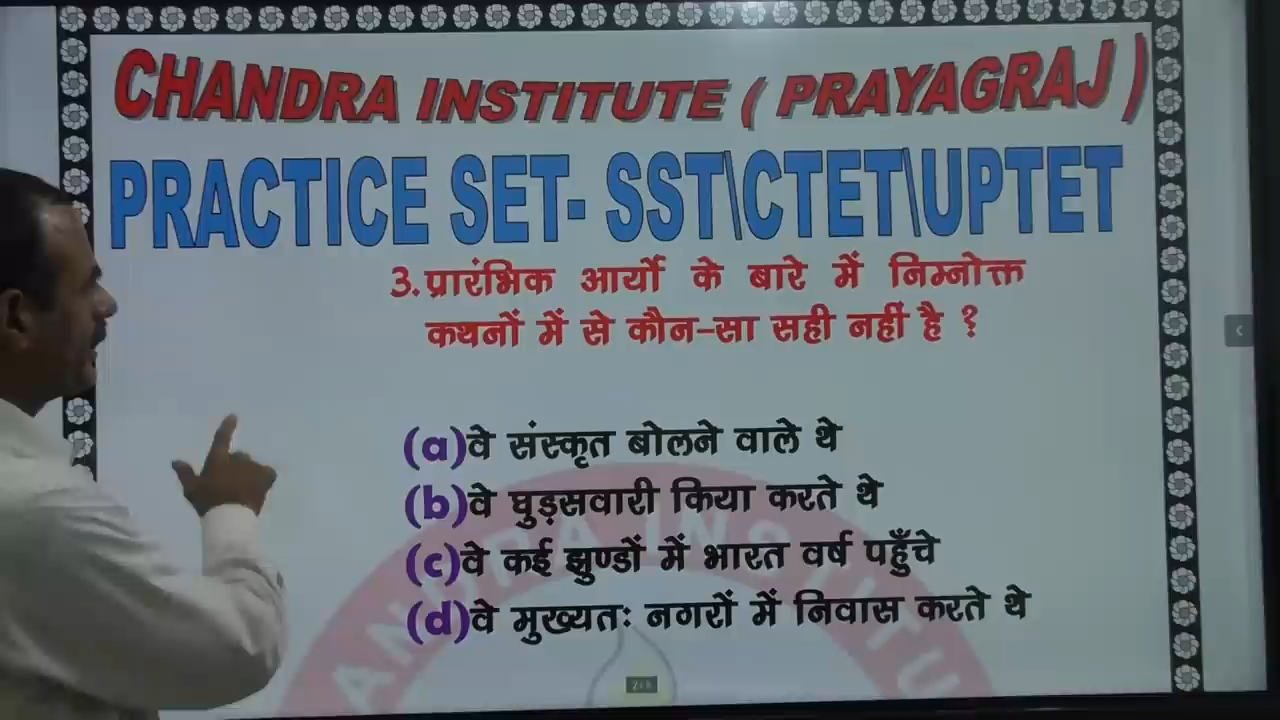 CHANDRA INSTITUTE ( PRAYAGRAJ )
PRACTICE SET- SST\CTET\UPTET
3. प्रारंभिक आर्यो के बारे में निम्नोक्त
कथनों में से कौन-सा सही नहीं है ?
(a)वे संस्कृत बोलने वाले थे
(b)वे घुड़सवारी किया करते थे
(c)वे कई झुण्डों में भारत वर्ष पहुँचे
(d)वे मुख्यतः नगरों में निवास करते थे